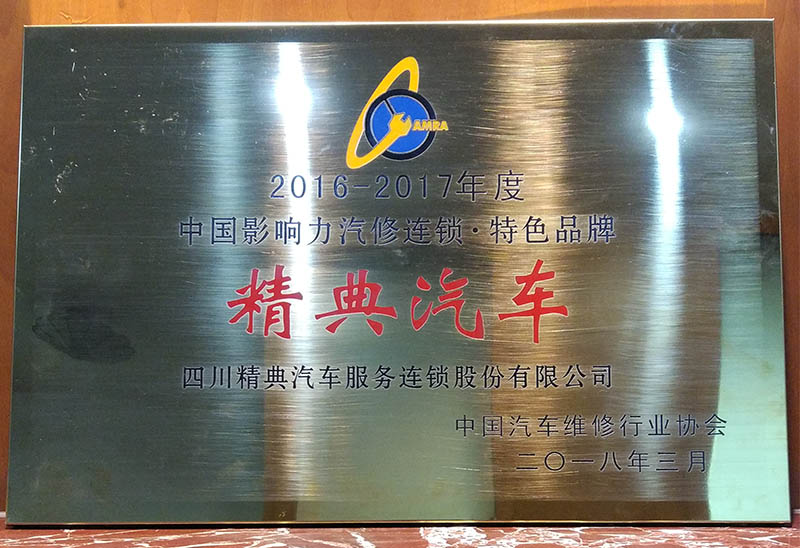 AMRA
2016-2017年度
中国影响力汽修连锁·特色品牌
精典汽车
四川精典汽车服务连锁股份有限公司
中国汽车维修行业协会
二〇一八年三月